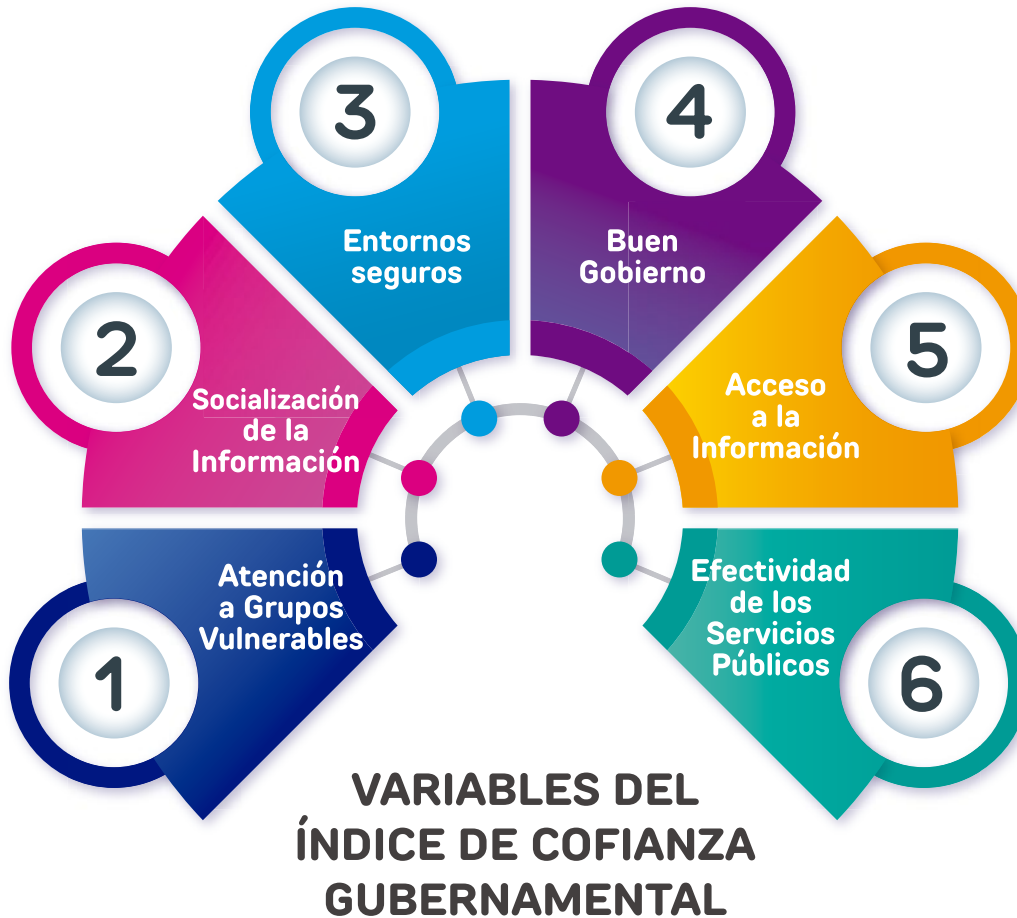 1
Atención
a Grupos
Vulnerables
2
Socialización
de la
Información
3
Entornos
seguros
4
Buen
Gobierno
5
Acceso
a la
Información
6
Efectividad
de los
Servicios
Públicos
VARIABLES DEL
ÍNDICE DE COFIANZA
GUBERNAMENTAL